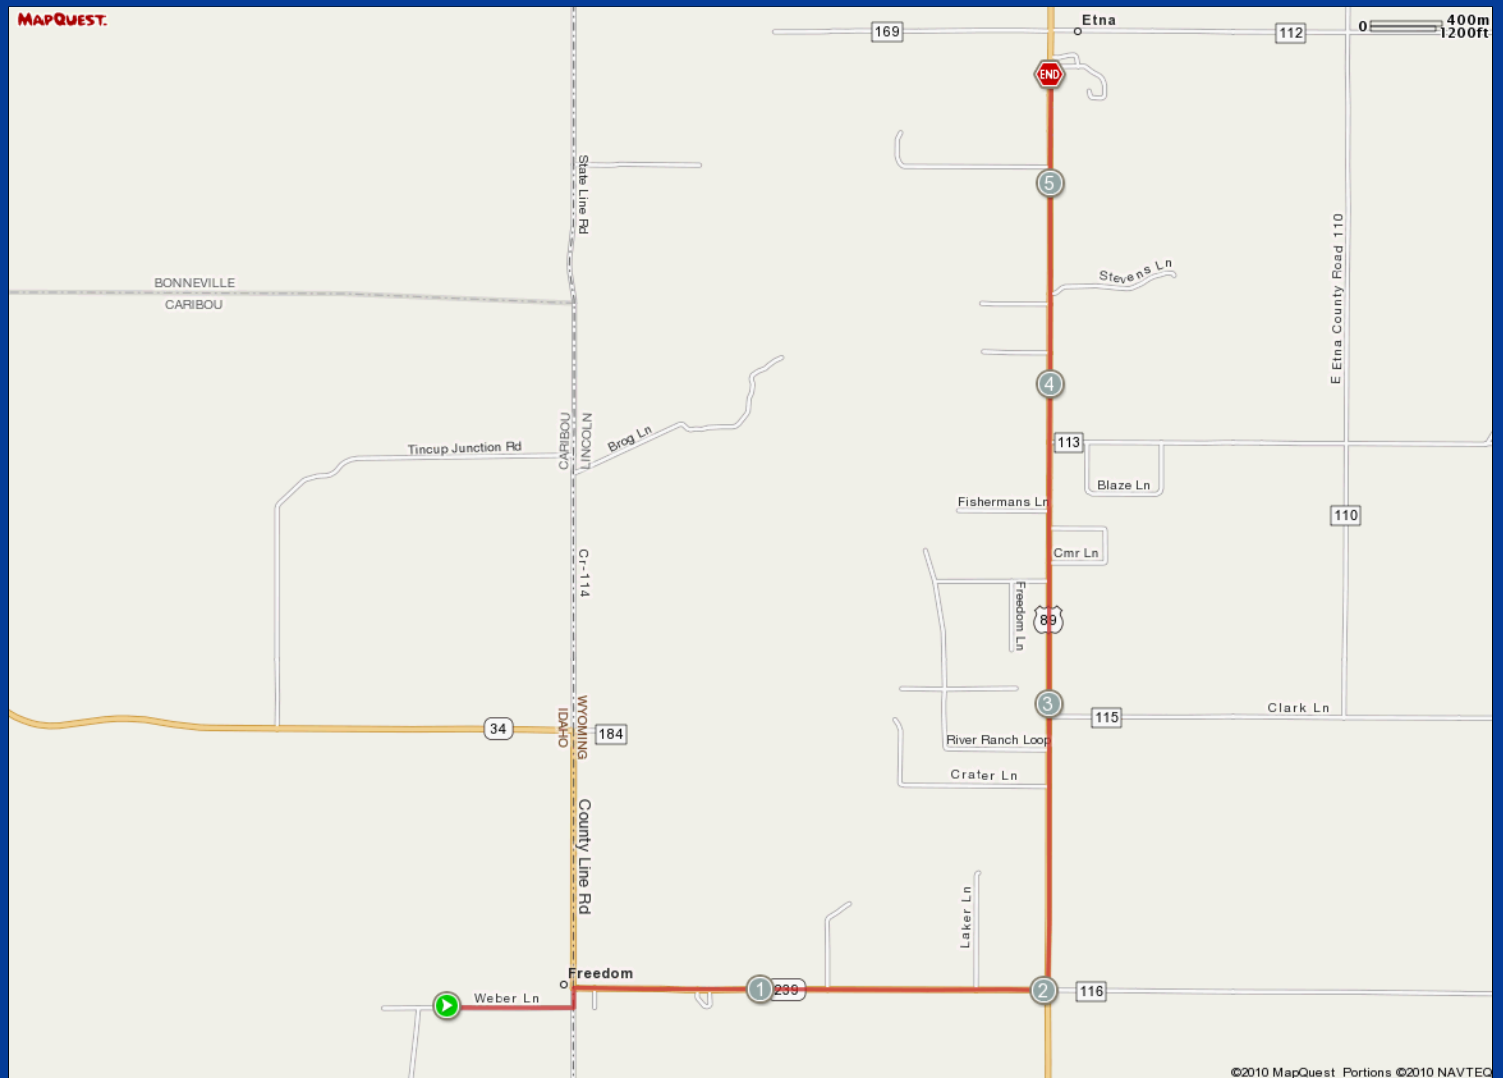 MAPQUEST.
Etna
169
112
0
400m
1200ft
END
State Line Rd
5
E Etna County Road 110
Stevens Ln
BONNEVILLE
CARIBOU
4
CARIBOU
LINCOLN
Tincup Junction Rd
Brog Ln
113
Blaze Ln
Fishermans Ln
110
Cmr Ln
Cr-114
Freedom Ln
89
3
WYOMING
IDAHO
34
184
115
Clark Ln
River Ranch Loop
Crater Ln
County Line Rd
Laker Ln
Freedom
Weber Ln
1
239
2
116
©2010 MapQuest Portions ©2010 NAVTEQ